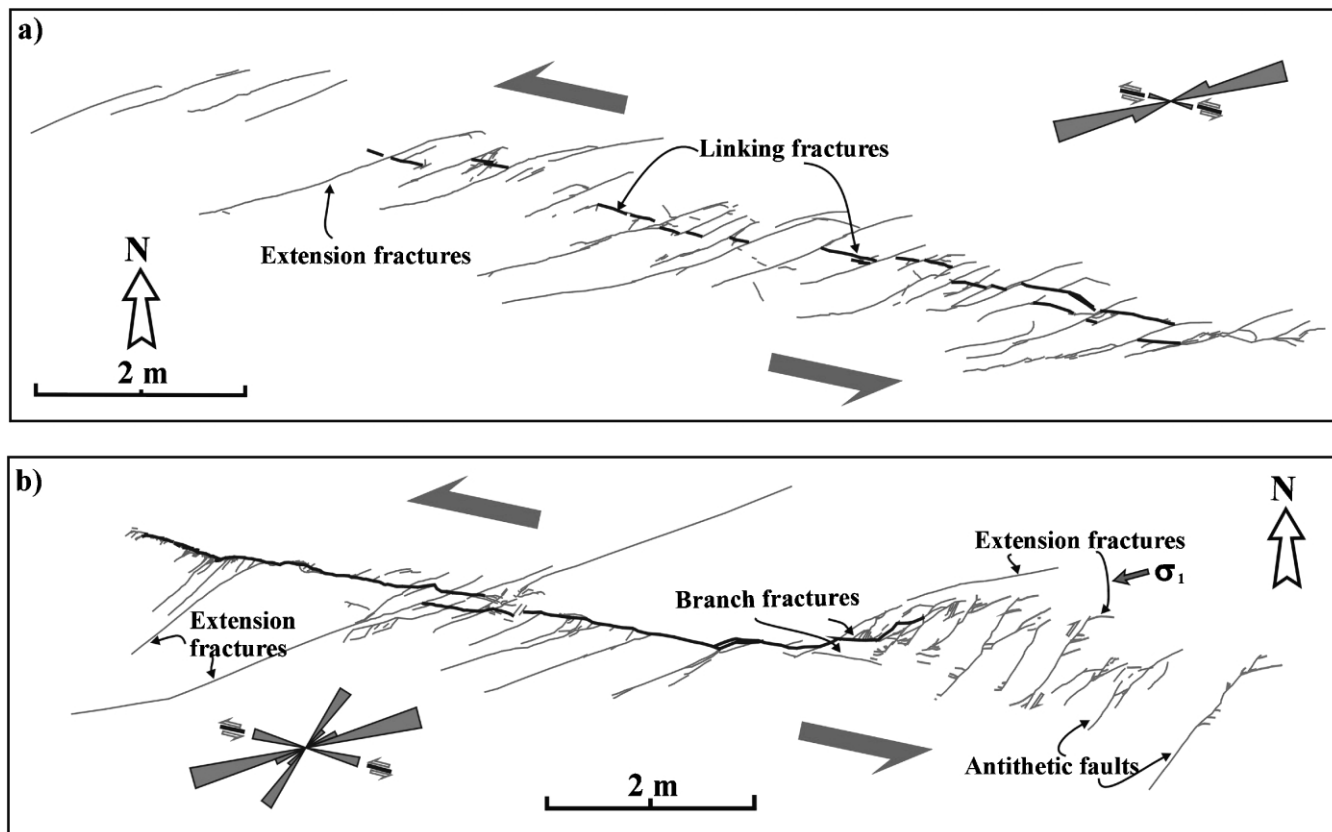 a)
Linking fractures
Extension fractures
N
2 m
b)
N
Extension fractures
σ1
Branch fractures
Extension
fractures
Antithetic faults
2 m